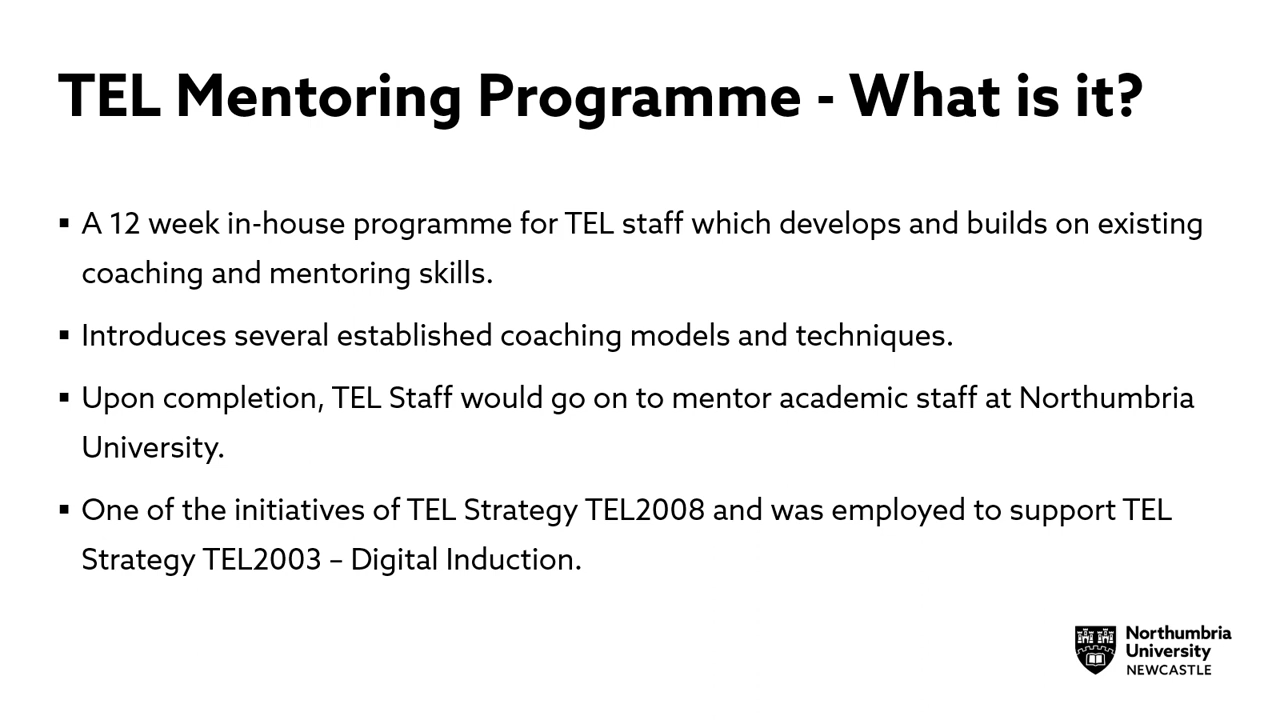 TEL Mentoring Programme - What is it?
▪ A 12 week in-house programme for TEL staff which develops and builds on existing
coaching and mentoring skills.
▪ Introduces several established coaching models and techniques.
▪ Upon completion, TEL Staff would go on to mentor academic staff at Northumbria
University.
▪ One of the initiatives of TEL Strategy TEL2008 and was employed to support TEL
Strategy TEL2003 – Digital Induction.
Northumbria
University
NEWCASTLE